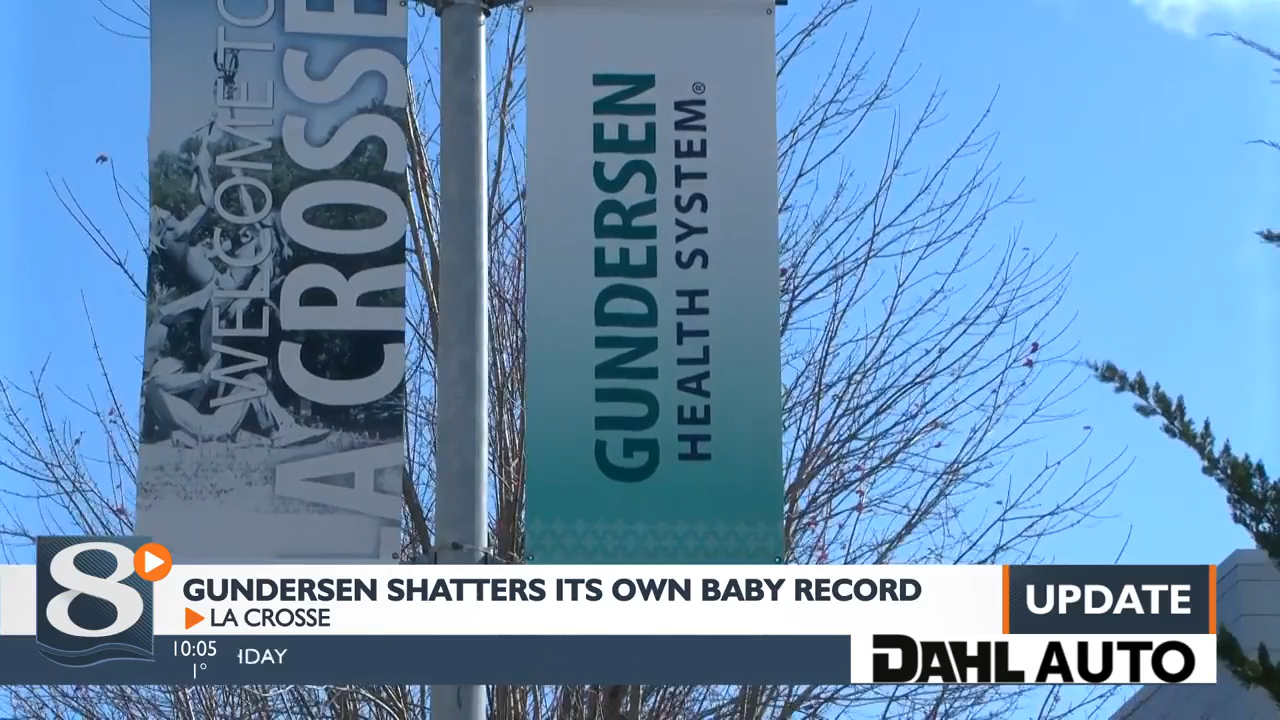 WELCOME TO
LA CROSSE
GUNDERSEN
HEALTH SYSTEM®
8
GUNDERSEN SHATTERS ITS OWN BABY RECORD
LA CROSSE
UPDATE
10:05
1°
DAHL AUTO